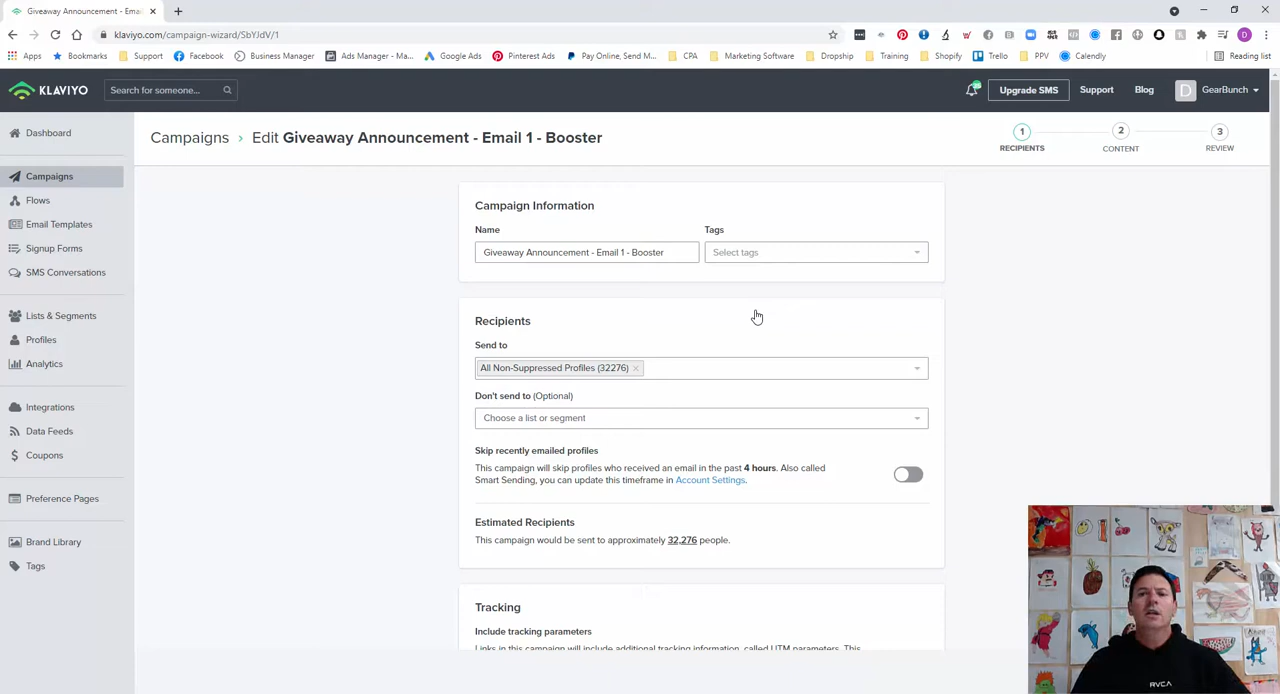 Giveaway Announcement - Email
klaviyo.com/campaign-wizard/SbYJdV/1
Apps
Bookmarks
Support
Facebook
Business Manager
Ads Manager - Ma...
Google Ads
Pinterest Ads
Pay Online, Send M...
CPA
Marketing Software
Dropship
Training
Shopify
Trello
PPV
Calendly
Reading list
KLAVIYO
Search for someone...
Upgrade SMS
Support
Blog
D
GearBunch
Dashboard
Campaigns
Flows
Email Templates
Signup Forms
SMS Conversations
Lists & Segments
Profiles
Analytics
Integrations
Data Feeds
Coupons
Preference Pages
Brand Library
Tags
Campaigns › Edit Giveaway Announcement - Email 1 - Booster
1
RECIPIENTS
2
CONTENT
3
REVIEW
Campaign Information
Name
Tags
Giveaway Announcement - Email 1 - Booster
Select tags
Recipients
Send to
All Non-Suppressed Profiles (32276) ×
Don't send to (Optional)
Choose a list or segment
Skip recently emailed profiles
This campaign will skip profiles who received an email in the past 4 hours. Also called
Smart Sending, you can update this timeframe in Account Settings.
Estimated Recipients
This campaign would be sent to approximately 32,276 people.
Tracking
Include tracking parameters
Links in this campaign will include additional tracking information, called UTM parameters. This
RVCA